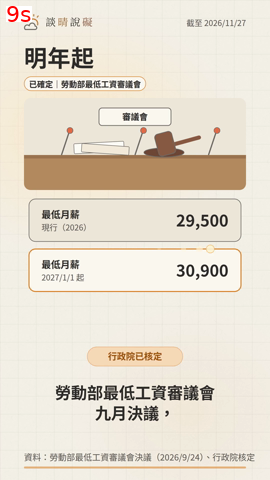 9s
談晴說礙
截至 2026/11/27
明年起
已確定｜勞動部最低工資審議會
審議會
最低月薪
現行（2026）
29,500
最低月薪
2027/1/1 起
30,900
行政院已核定
勞動部最低工資審議會
九月決議，
資料：勞動部最低工資審議會決議（2026/9/24）、行政院核定